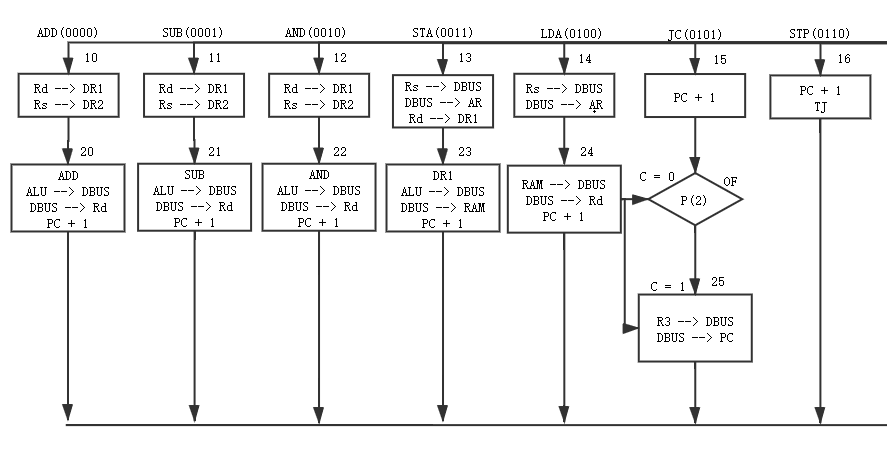 ADD(0000) SUB(0001) AND(0010) STA(0011) LDA(0100) JC(0101) STP(0110)
10 11 12 13 14 15 16
Rd --> DR1
Rs --> DR2
Rd --> DR1
Rs --> DR2
Rd --> DR1
Rs --> DR2
Rs --> DBUS
DBUS --> AR
Rd --> DR1
Rs --> DBUS
DBUS --> AR
PC + 1
PC + 1
TJ
20 21 22 23 24
ADD
ALU --> DBUS
DBUS --> Rd
PC + 1
SUB
ALU --> DBUS
DBUS --> Rd
PC + 1
AND
ALU --> DBUS
DBUS --> Rd
PC + 1
DR1
ALU --> DBUS
DBUS --> RAM
PC + 1
RAM --> DBUS
DBUS --> Rd
PC + 1
C = 0
OF
P(2)
C = 1
25
R3 --> DBUS
DBUS --> PC